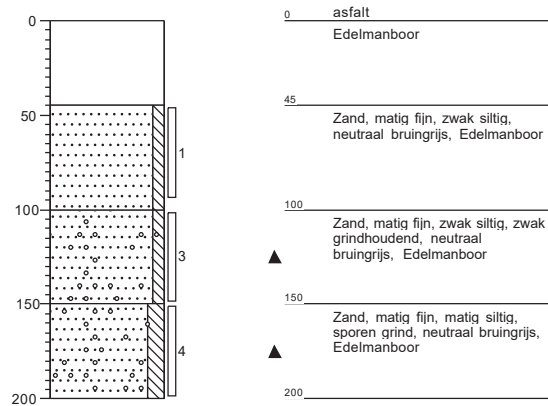 0
50
100
150
200
1
3
4
0 asfalt
Edelmanboor
45
Zand, matig fijn, zwak siltig,
neutraal bruingrijs, Edelmanboor
100
Zand, matig fijn, zwak siltig, zwak
grindhoudend, neutraal
bruingrijs, Edelmanboor
150
Zand, matig fijn, matig siltig,
sporen grind, neutraal bruingrijs,
Edelmanboor
200